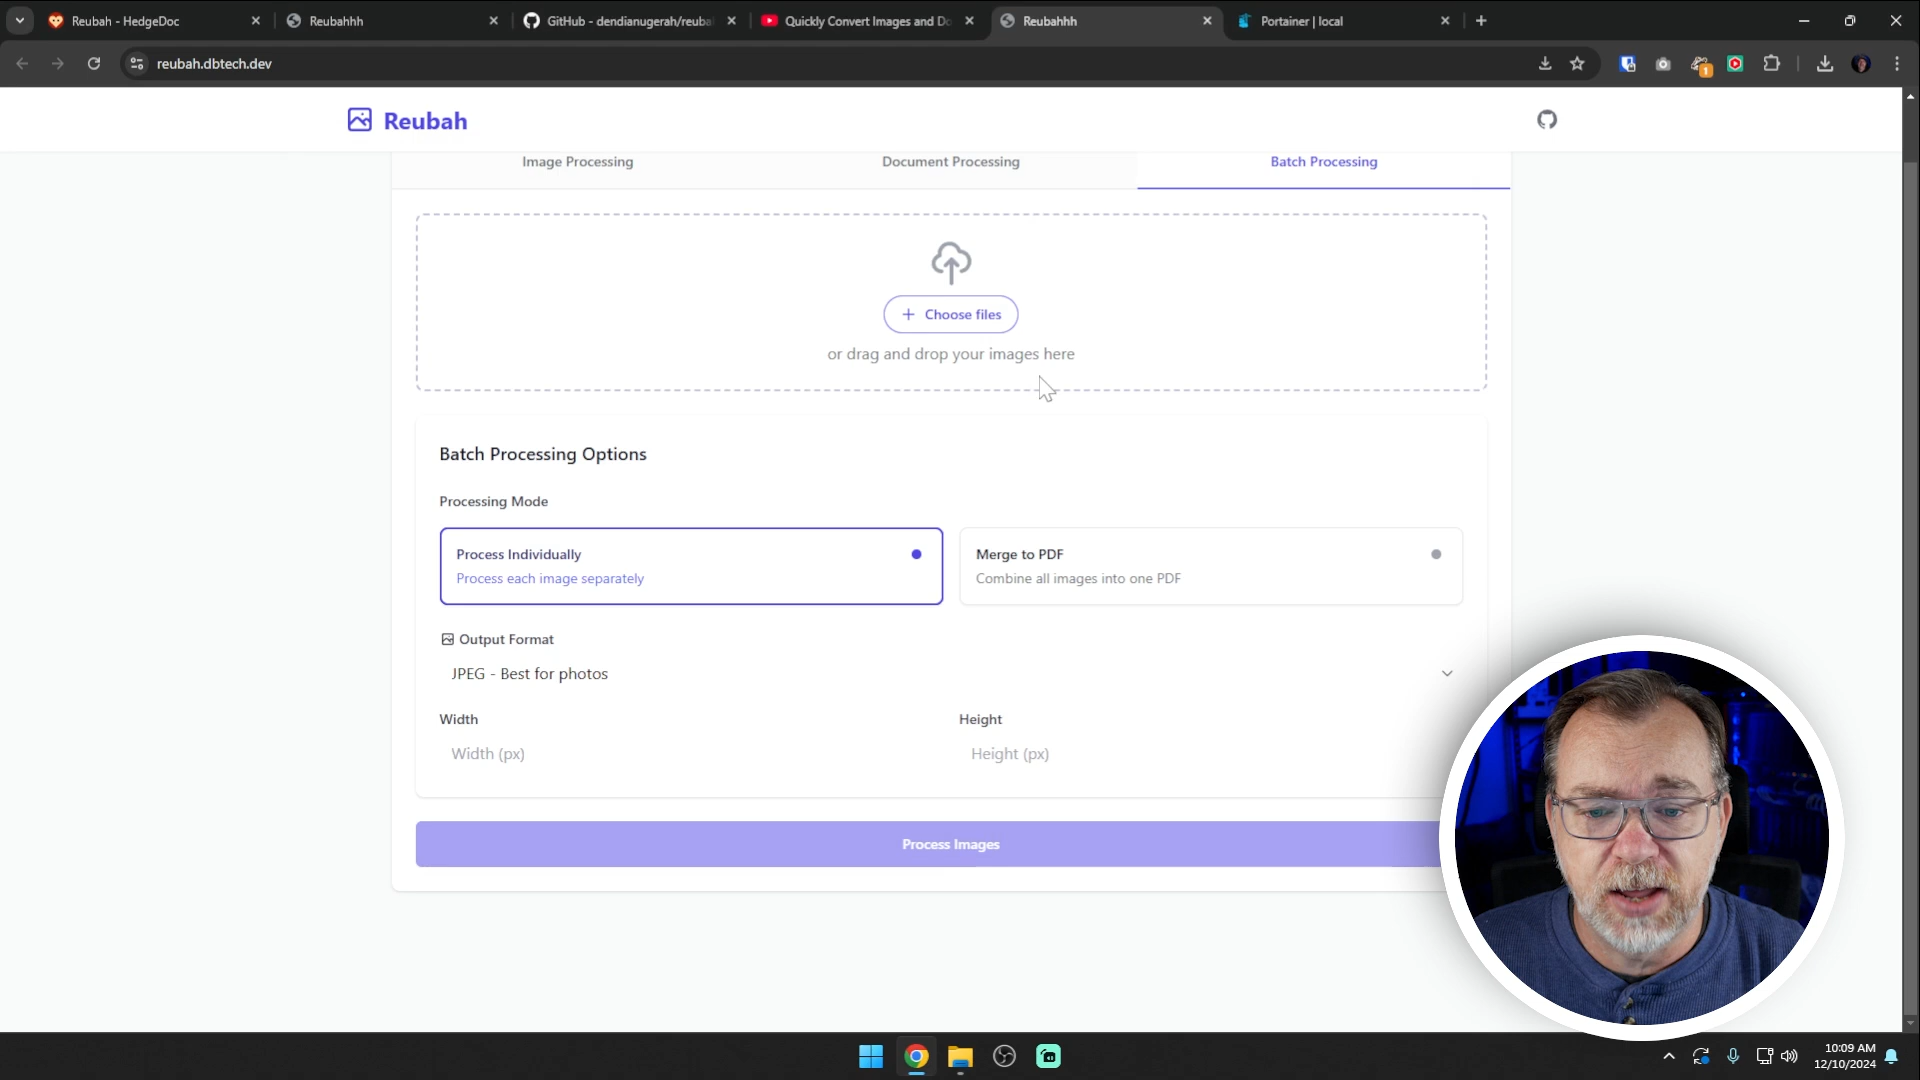 Reubah - HedgeDoc
Reubahhh
GitHub - dendianugerah/reuba
Quickly Convert Images and Do
Reubahhh
Portainer | local
reubah.dbtech.dev
1
Reubah
Image Processing
Document Processing
Batch Processing
Choose files
or drag and drop your images here
Batch Processing Options
Processing Mode
Process Individually
Process each image separately
Merge to PDF
Combine all images into one PDF
Output Format
JPEG - Best for photos
Width
Height
Width (px)
Height (px)
Process Images
10:09 AM
12/10/2024